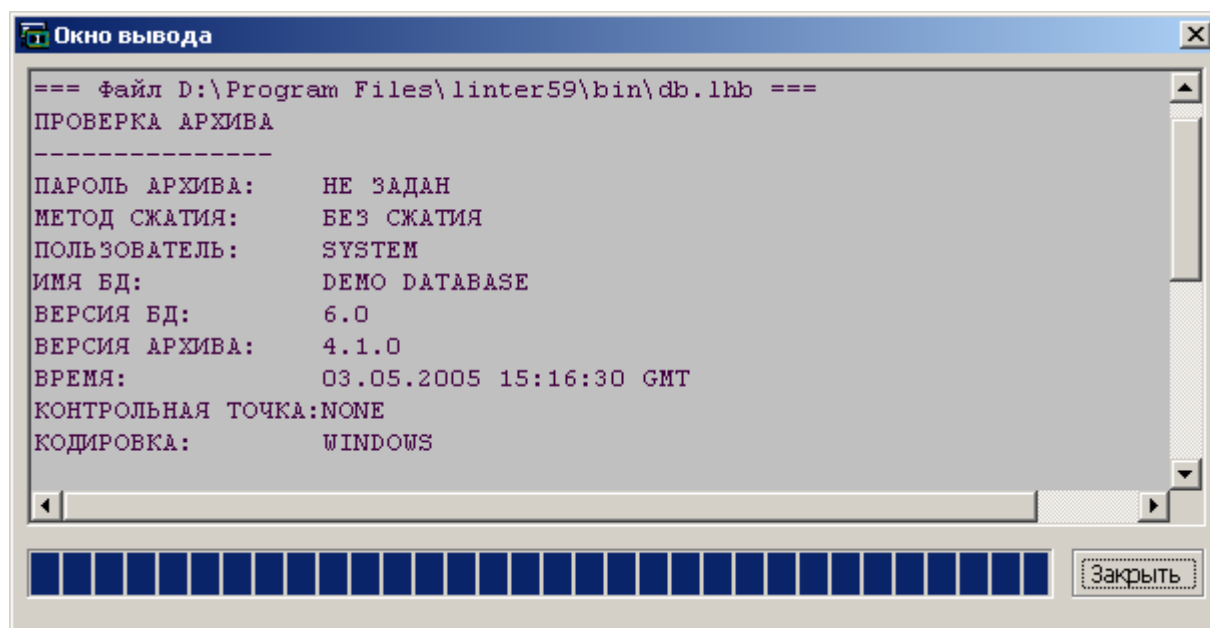 Окно вывода
=== Файл D:\Program Files\linter59\bin\db.lhb ===
ПРОВЕРКА АРХИВА
---------------
ПАРОЛЬ АРХИВА: НЕ ЗАДАН
МЕТОД СЖАТИЯ: БЕЗ СЖАТИЯ
ПОЛЬЗОВАТЕЛЬ: SYSTEM
ИМЯ БД: DEMO DATABASE
ВЕРСИЯ БД: 6.0
ВЕРСИЯ АРХИВА: 4.1.0
ВРЕМЯ: 03.05.2005 15:16:30 GMT
КОНТРОЛЬНАЯ ТОЧКА:NONE
КОДИРОВКА: WINDOWS
Закрыть